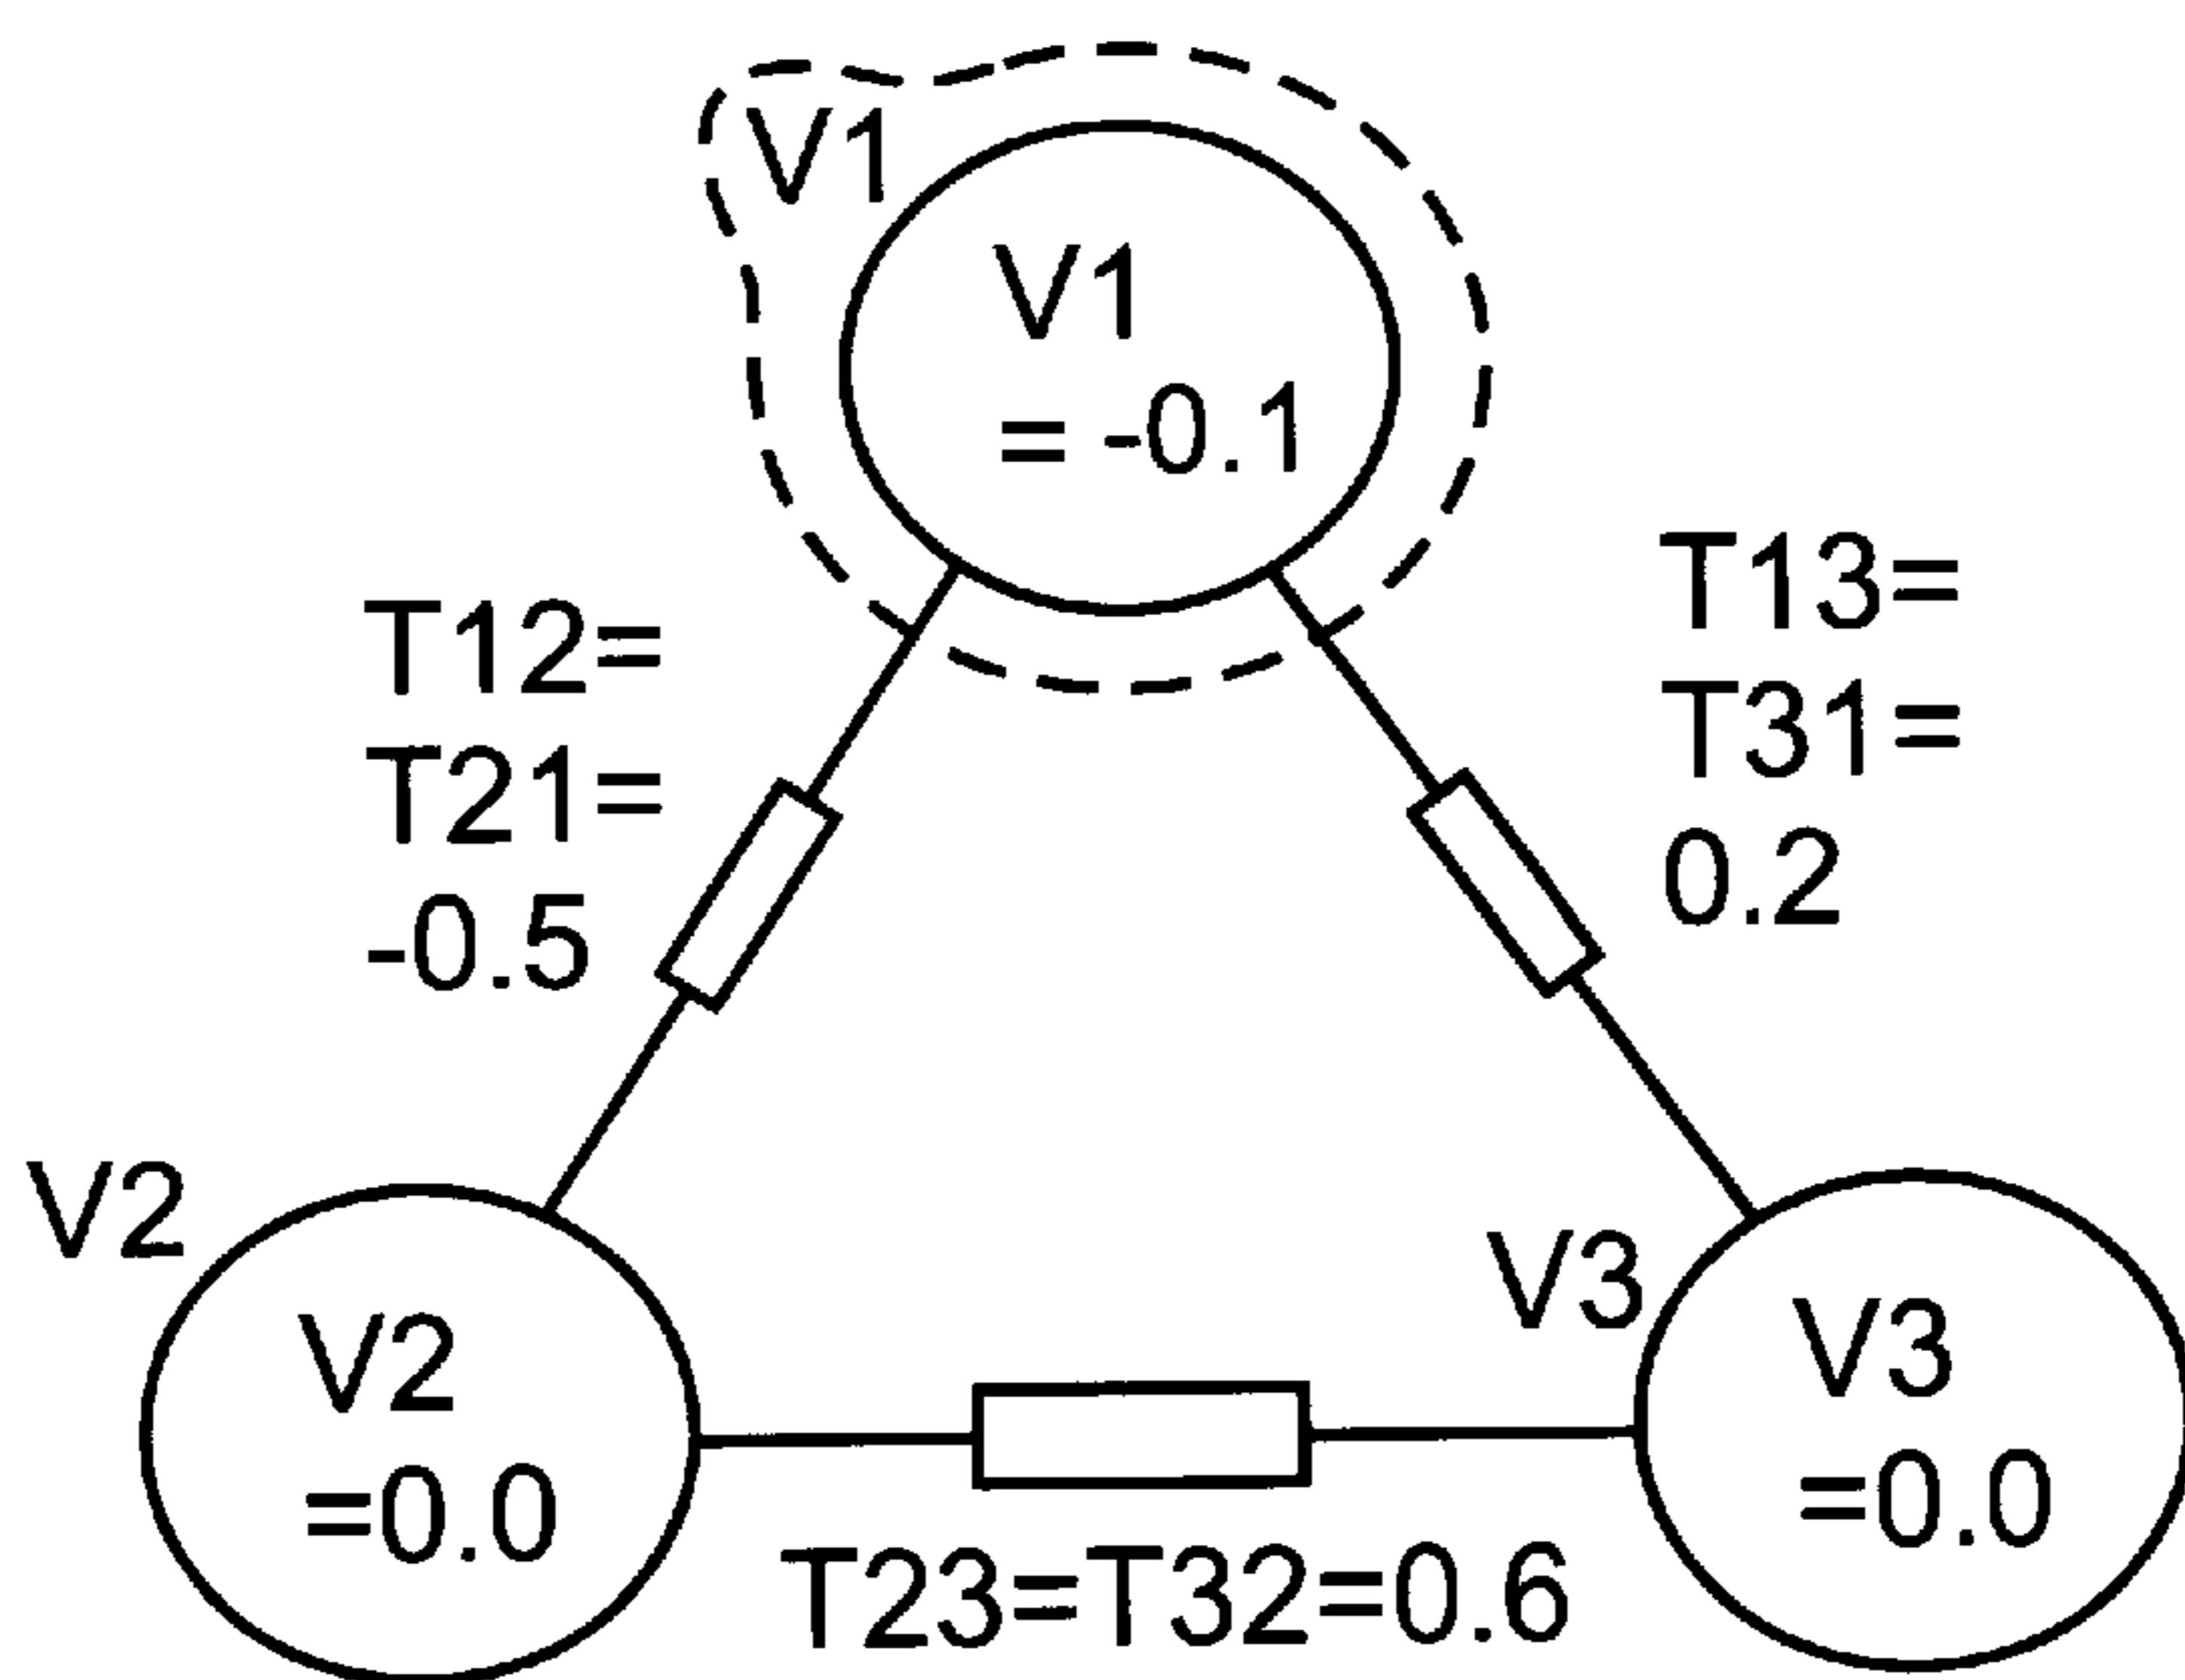 V1
V1
= -0.1
T12=
T21=
-0.5
T13=
T31=
0.2
V2
V2
=0.0
V3
V3
=0.0
T23=T32=0.6